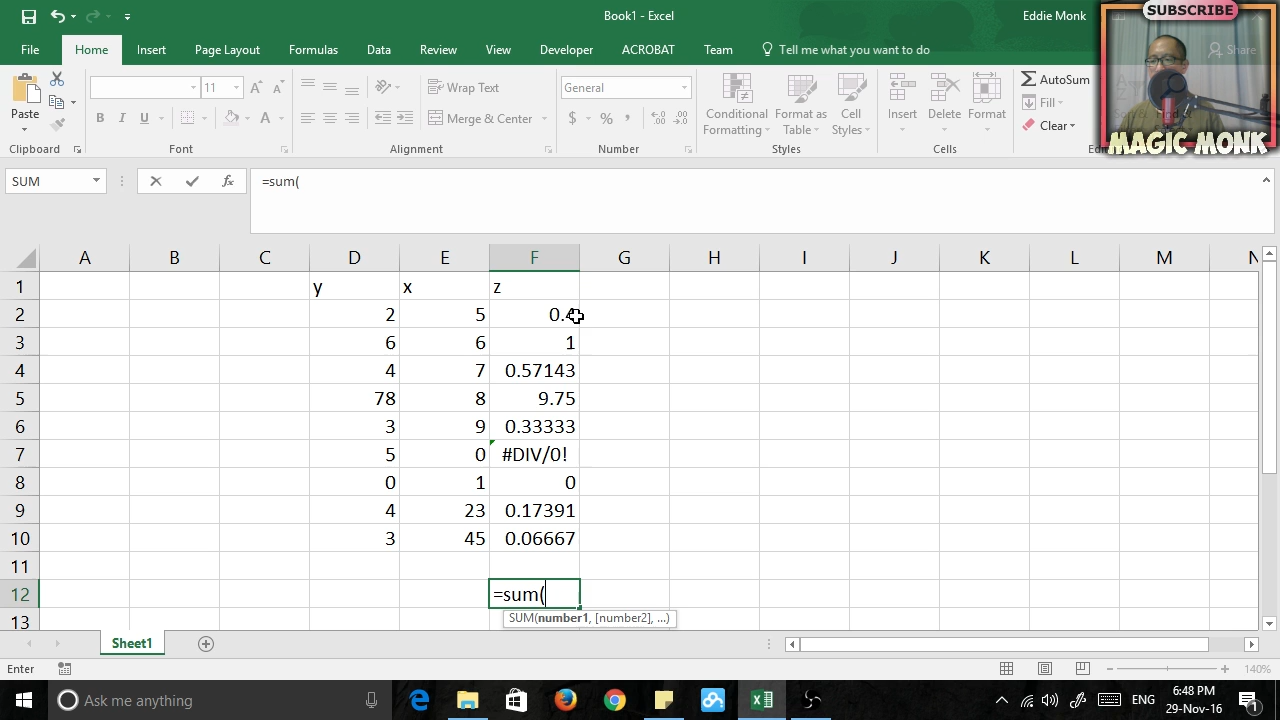 Book1 - Excel
Eddie Monk
SUBSCRIBE
File Home Insert Page Layout Formulas Data Review View Developer ACROBAT Team Tell me what you want to do Share
Paste
11
Wrap Text
General
Conditional Formatting
Format as Table
Cell Styles
Insert
Delete
Format
AutoSum
B I U
Merge & Center
$ % ,
Fill
Clear
MAGIC MONK
Clipboard Font Alignment Number Styles Cells
SUM
fx
=sum(
A B C D E F G H I J K L M N
1 y x z
2 2 5 0.4
3 6 6 1
4 4 7 0.57143
5 78 8 9.75
6 3 9 0.33333
7 5 0 #DIV/0!
8 0 1 0
9 4 23 0.17391
10 3 45 0.06667
11
12 =sum(
13 SUM(number1, [number2], ...)
Sheet1
Enter
140%
Ask me anything
ENG
6:48 PM
29-Nov-16
1